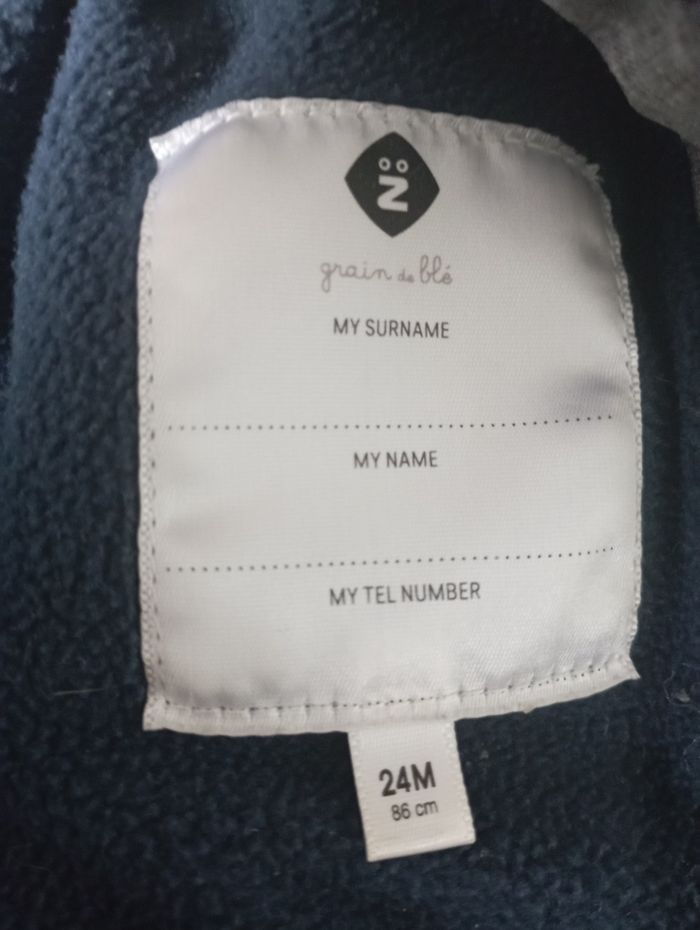 Z
grain de blé
MY SURNAME
MY NAME
MY TEL NUMBER
24M
86 cm